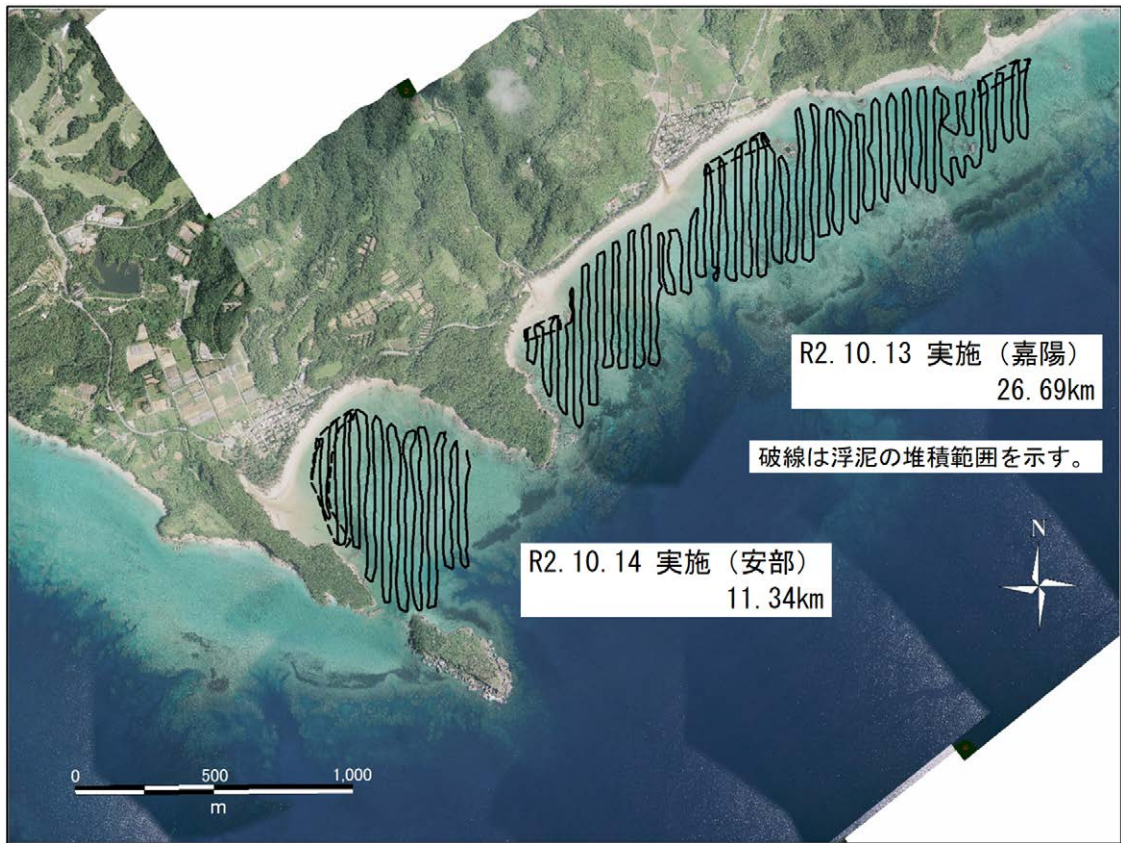 R2.10.13 実施（嘉陽）
26.69km
破線は浮泥の堆積範囲を示す。
N
R2.10.14 実施（安部）
11.34km
0 500 1,000
m